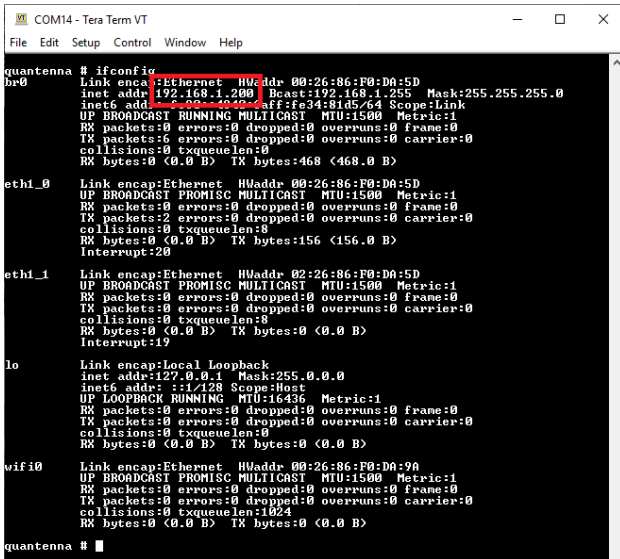 COM14 - Tera Term VT
File Edit Setup Control Window Help
quantenna # ifconfig
br0 Link encap:Ethernet HWaddr 00:26:86:F0:DA:5D
inet addr:192.168.1.200 Bcast:192.168.1.255 Mask:255.255.255.0
inet6 addr: aff:fe34:81d5/64 Scope:Link
UP BROADCAST RUNNING MULTICAST MTU:1500 Metric:1
RX packets:0 errors:0 dropped:0 overruns:0 frame:0
TX packets:6 errors:0 dropped:0 overruns:0 carrier:0
collisions:0 txqueuelen:0
RX bytes:0 (0.0 B) TX bytes:468 (468.0 B)
eth1_0 Link encap:Ethernet HWaddr 00:26:86:F0:DA:5D
UP BROADCAST PROMISC MULTICAST MTU:1500 Metric:1
RX packets:0 errors:0 dropped:0 overruns:0 frame:0
TX packets:2 errors:0 dropped:0 overruns:0 carrier:0
collisions:0 txqueuelen:8
RX bytes:0 (0.0 B) TX bytes:156 (156.0 B)
Interrupt:20
eth1_1 Link encap:Ethernet HWaddr 02:26:86:F0:DA:5D
UP BROADCAST PROMISC MULTICAST MTU:1500 Metric:1
RX packets:0 errors:0 dropped:0 overruns:0 frame:0
TX packets:0 errors:0 dropped:0 overruns:0 carrier:0
collisions:0 txqueuelen:8
RX bytes:0 (0.0 B) TX bytes:0 (0.0 B)
Interrupt:19
lo Link encap:Local Loopback
inet addr:127.0.0.1 Mask:255.0.0.0
inet6 addr: ::1/128 Scope:Host
UP LOOPBACK RUNNING MTU:16436 Metric:1
RX packets:0 errors:0 dropped:0 overruns:0 frame:0
TX packets:0 errors:0 dropped:0 overruns:0 carrier:0
collisions:0 txqueuelen:0
RX bytes:0 (0.0 B) TX bytes:0 (0.0 B)
wifi0 Link encap:Ethernet HWaddr 00:26:86:F0:DA:9A
UP BROADCAST PROMISC MULTICAST MTU:1500 Metric:1
RX packets:0 errors:0 dropped:0 overruns:0 frame:0
TX packets:0 errors:0 dropped:0 overruns:0 carrier:0
collisions:0 txqueuelen:1024
RX bytes:0 (0.0 B) TX bytes:0 (0.0 B)
quantenna #